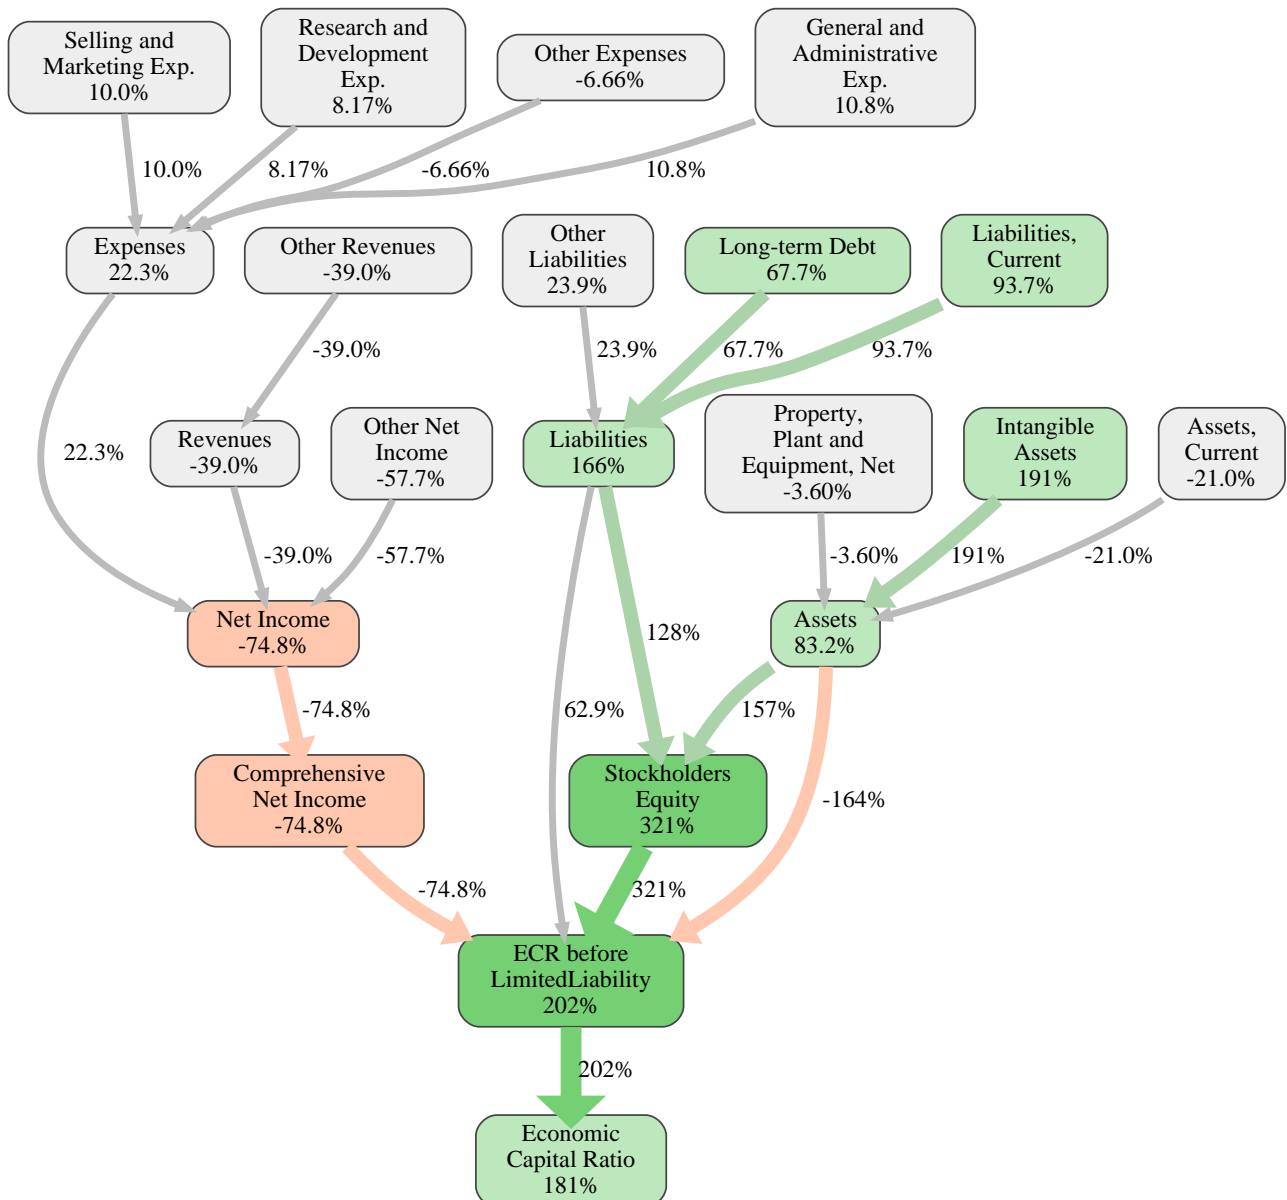 Selling and
Marketing Exp.
10.0%
Research and
Development
Exp.
8.17%
Other Expenses
-6.66%
General and
Administrative
Exp.
10.8%
10.0%
8.17%
-6.66%
10.8%
Expenses
22.3%
Other Revenues
-39.0%
Other
Liabilities
23.9%
Long-term Debt
67.7%
Liabilities,
Current
93.7%
-39.0%
23.9%
67.7%
93.7%
22.3%
Revenues
-39.0%
Other Net
Income
-57.7%
Liabilities
166%
Property,
Plant and
Equipment, Net
-3.60%
Intangible
Assets
191%
Assets,
Current
-21.0%
-39.0%
-57.7%
-3.60%
191%
-21.0%
Net Income
-74.8%
128%
Assets
83.2%
-74.8%
62.9%
157%
-164%
Comprehensive
Net Income
-74.8%
Stockholders
Equity
321%
-74.8%
321%
ECR before
LimitedLiability
202%
202%
Economic
Capital Ratio
181%